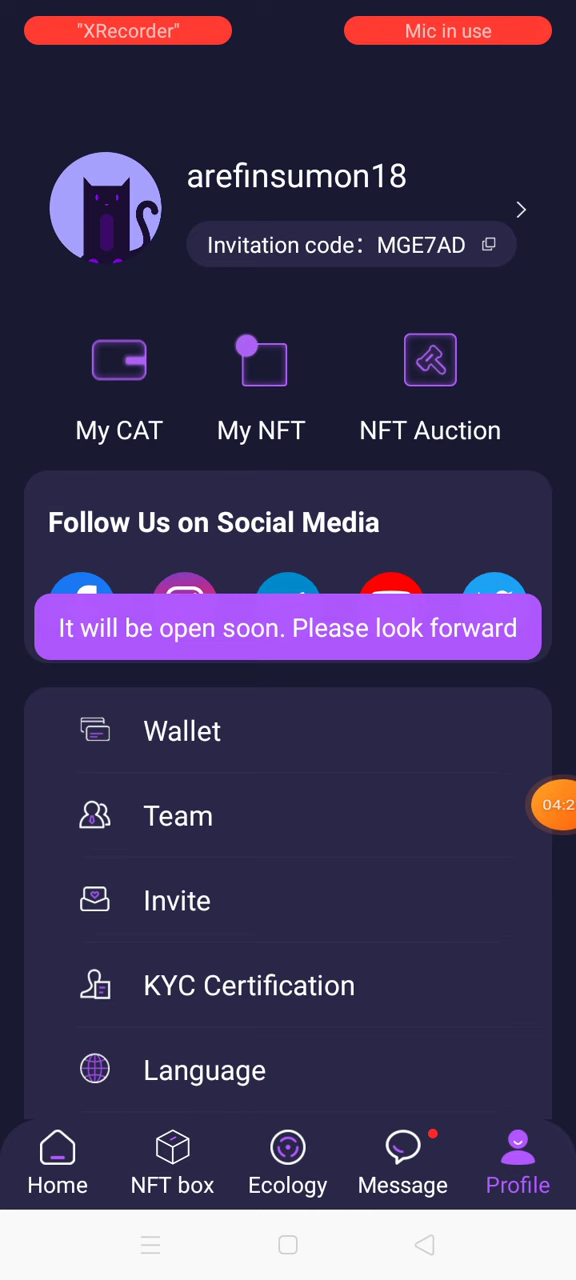 "XRecorder" Mic in use
arefinsumon18
Invitation code： MGE7AD
My CAT My NFT NFT Auction
Follow Us on Social Media
It will be open soon. Please look forward
Wallet
04:2
Team
Invite
KYC Certification
Language
Home NFT box Ecology Message Profile